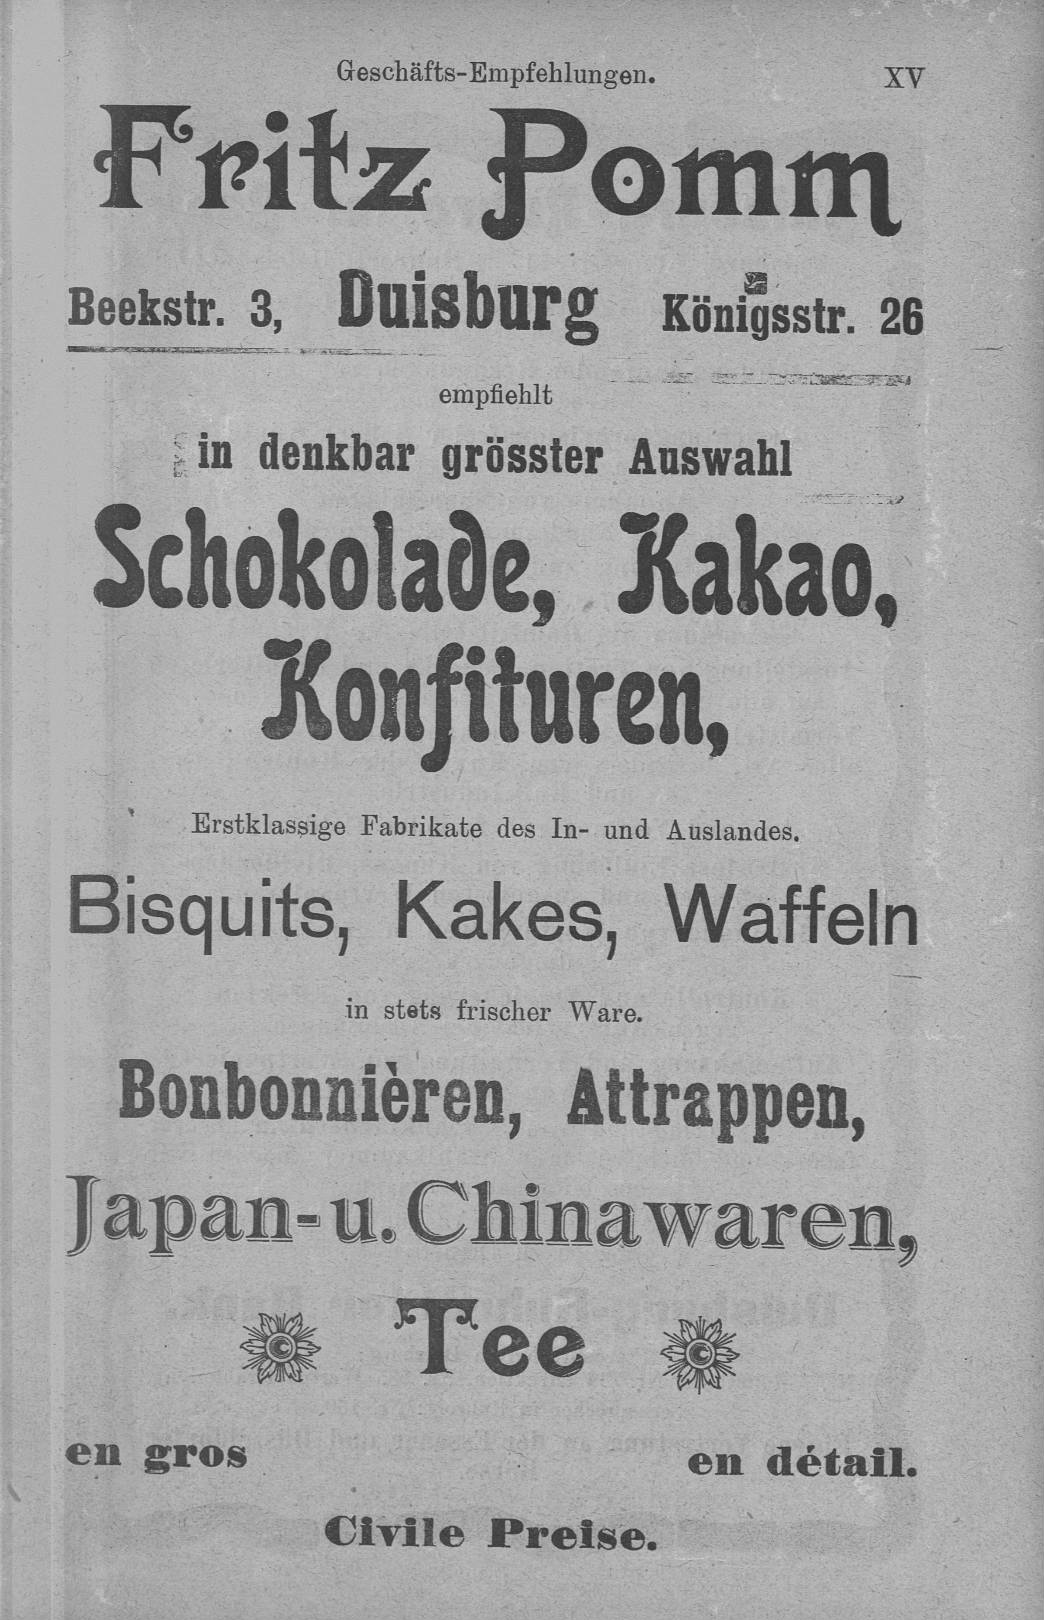 Geschäfts-Empfehlungen. XV
Fritz Pomm
Beekstr. 3, Duisburg Königsstr. 26
empfiehlt
in denkbar grösster Auswahl
Schokolade, Kakao,
Konfituren,
Erstklassige Fabrikate des In- und Auslandes.
Bisquits, Kakes, Waffeln
in stets frischer Ware.
Bonbonnièren, Attrappen,
Japan- u. Chinawaren,
Tee
en gros en détail.
Civile Preise.